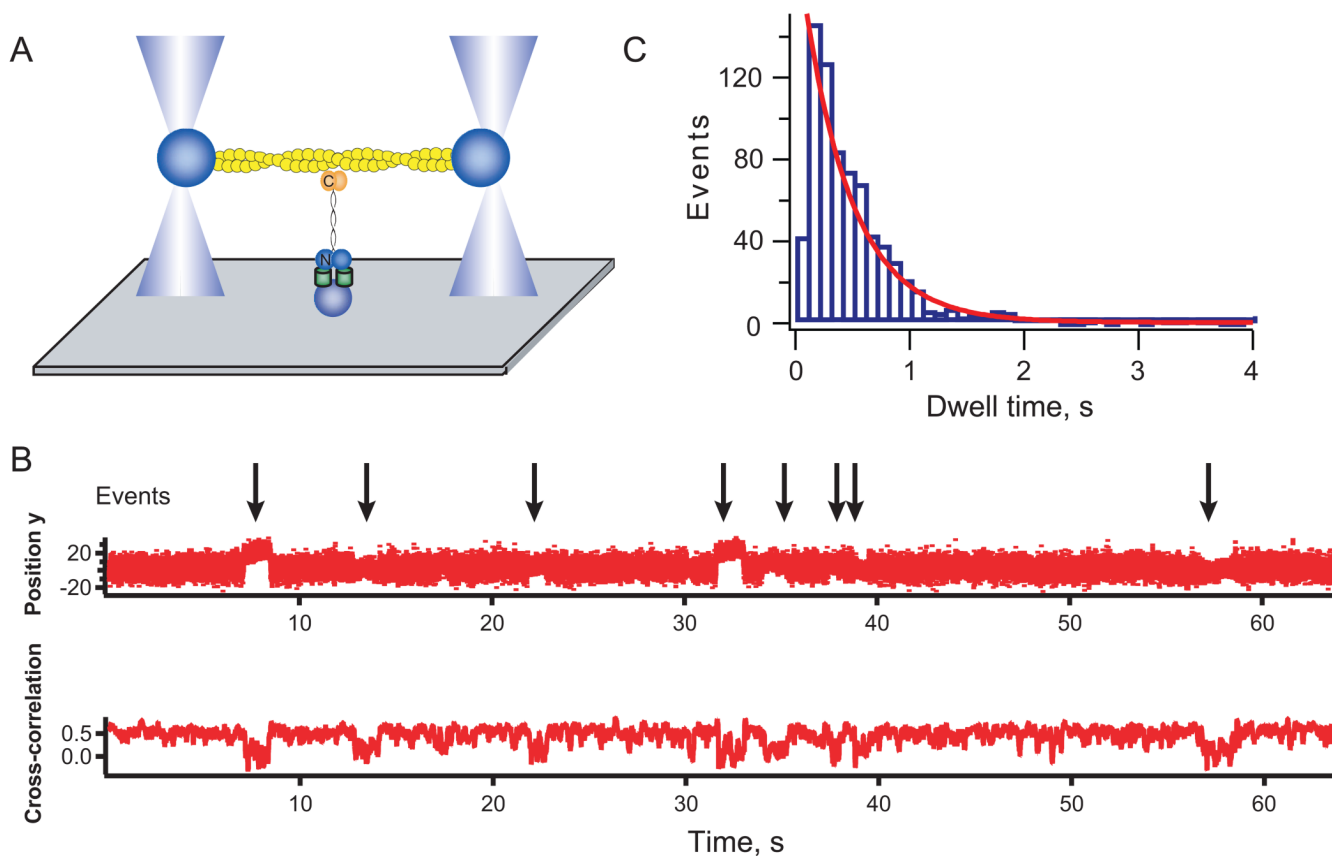 A
C
N
C
Events
120
80
40
0
0 1 2 3 4
Dwell time, s
B
Events
Position y
20
-20
10 20 30 40 50 60
Cross-correlation
0.5
0.0
10 20 30 40 50 60
Time, s